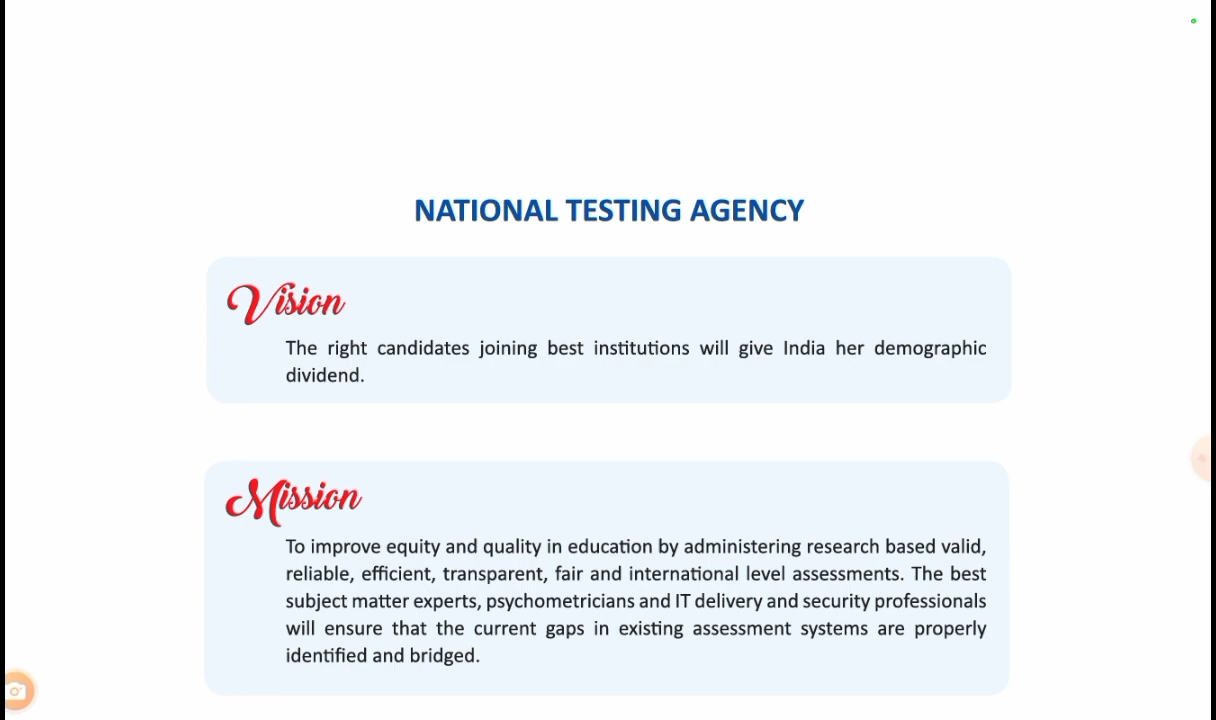 NATIONAL TESTING AGENCY
Vision
The right candidates joining best institutions will give India her demographic
dividend.
Mission
To improve equity and quality in education by administering research based valid,
reliable, efficient, transparent, fair and international level assessments. The best
subject matter experts, psychometricians and IT delivery and security professionals
will ensure that the current gaps in existing assessment systems are properly
identified and bridged.